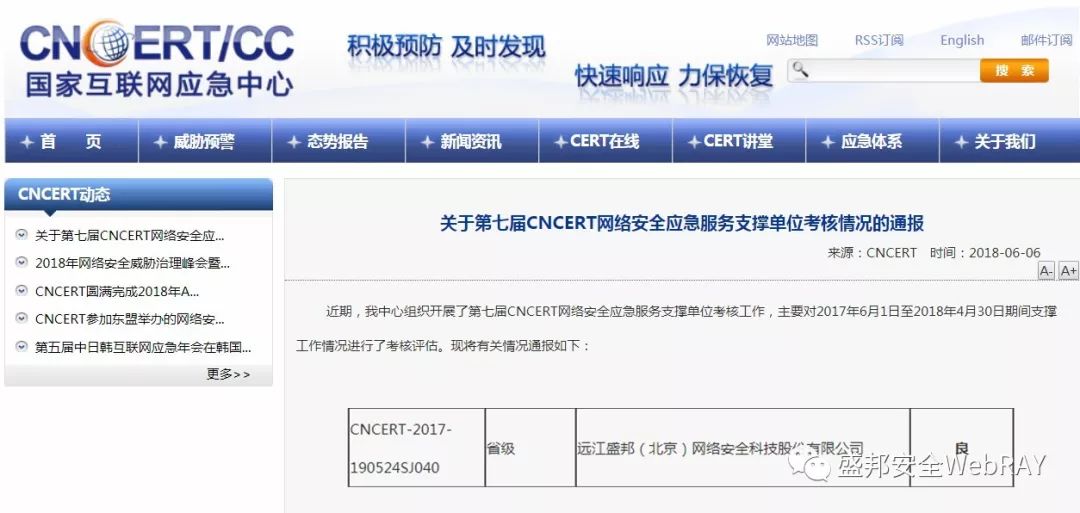 CNCERT/CC
国家互联网应急中心
积极预防 及时发现
快速响应 力保恢复
网站地图 RSS订阅 English 邮件订阅
搜 索
首 页 威胁预警 态势报告 新闻资讯 CERT在线 CERT讲堂 应急体系 关于我们
CNCERT动态
关于第七届CNCERT网络安全应...
2018年网络安全威胁治理峰会暨...
CNCERT圆满完成2018年A...
CNCERT参加东盟举办的网络安...
第五届中日韩互联网应急年会在韩国...
更多>>
关于第七届CNCERT网络安全应急服务支撑单位考核情况的通报
来源：CNCERT 时间：2018-06-06
A- A+
近期，我中心组织开展了第七届CNCERT网络安全应急服务支撑单位考核工作，主要对2017年6月1日至2018年4月30日期间支撑
工作情况进行了考核评估。现将有关情况通报如下：
CNCERT-2017-
190524SJ040
省级
远江盛邦（北京）网络安全科技股份有限公司
良
盛邦安全WebRAY